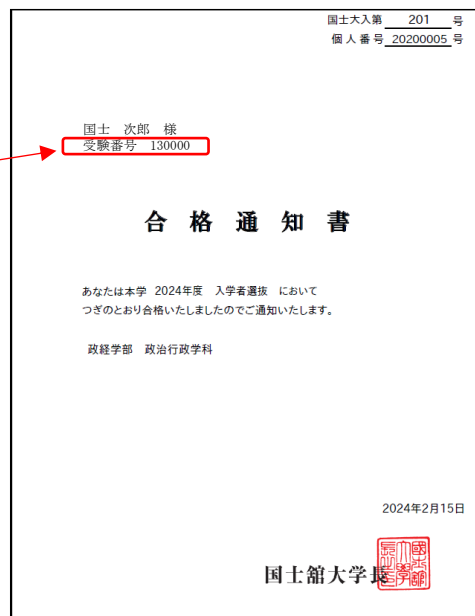 国士大入第 201 号
個人番号 20200005 号
国士 次郎 様
受験番号 130000
合格通知書
あなたは本学 2024年度 入学者選抜 において
つぎのとおり合格いたしましたのでご通知いたします。
政経学部 政治行政学科
2024年2月15日
国士舘大学長